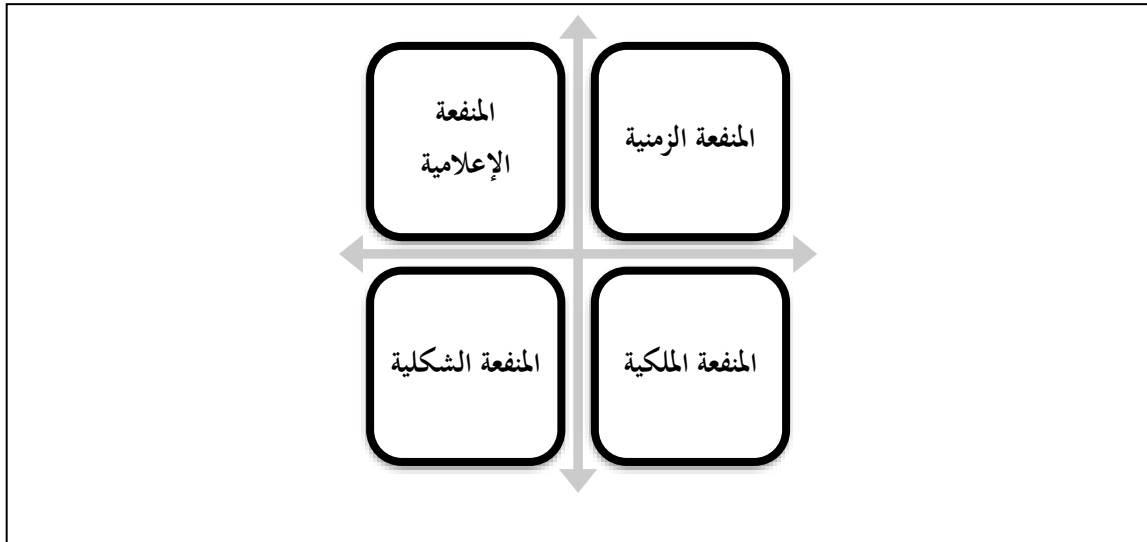 المنفعة الزمنية
المنفعة
الإعلامية
المنفعة الملكية
المنفعة الشكلية